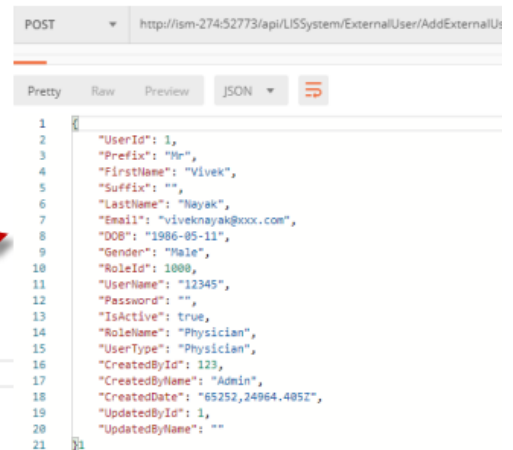 POST http://ism-274:52773/api/LISSystem/ExternalUser/AddExternalUs
Pretty Raw Preview JSON
1 {
2 "UserId": 1,
3 "Prefix": "Mr",
4 "FirstName": "Vivek",
5 "Suffix": "",
6 "LastName": "Nayak",
7 "Email": "viveknayak@xxx.com",
8 "DOB": "1986-05-11",
9 "Gender": "Male",
10 "RoleId": 1000,
11 "UserName": "12345",
12 "Password": "",
13 "IsActive": true,
14 "RoleName": "Physician",
15 "UserType": "Physician",
16 "CreatedById": 123,
17 "CreatedByName": "Admin",
18 "CreatedDate": "65252,24964.405Z",
19 "UpdatedById": 1,
20 "UpdatedByName": ""
21 }1